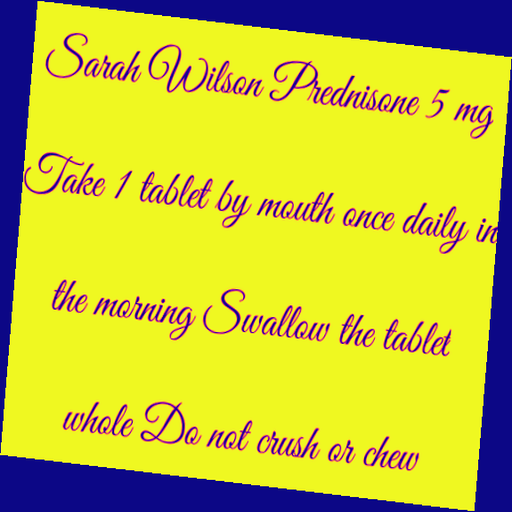 Sarah Wilson Prednisone 5 mg
Take 1 tablet by mouth once daily in
the morning Swallow the tablet
whole Do not crush or chew